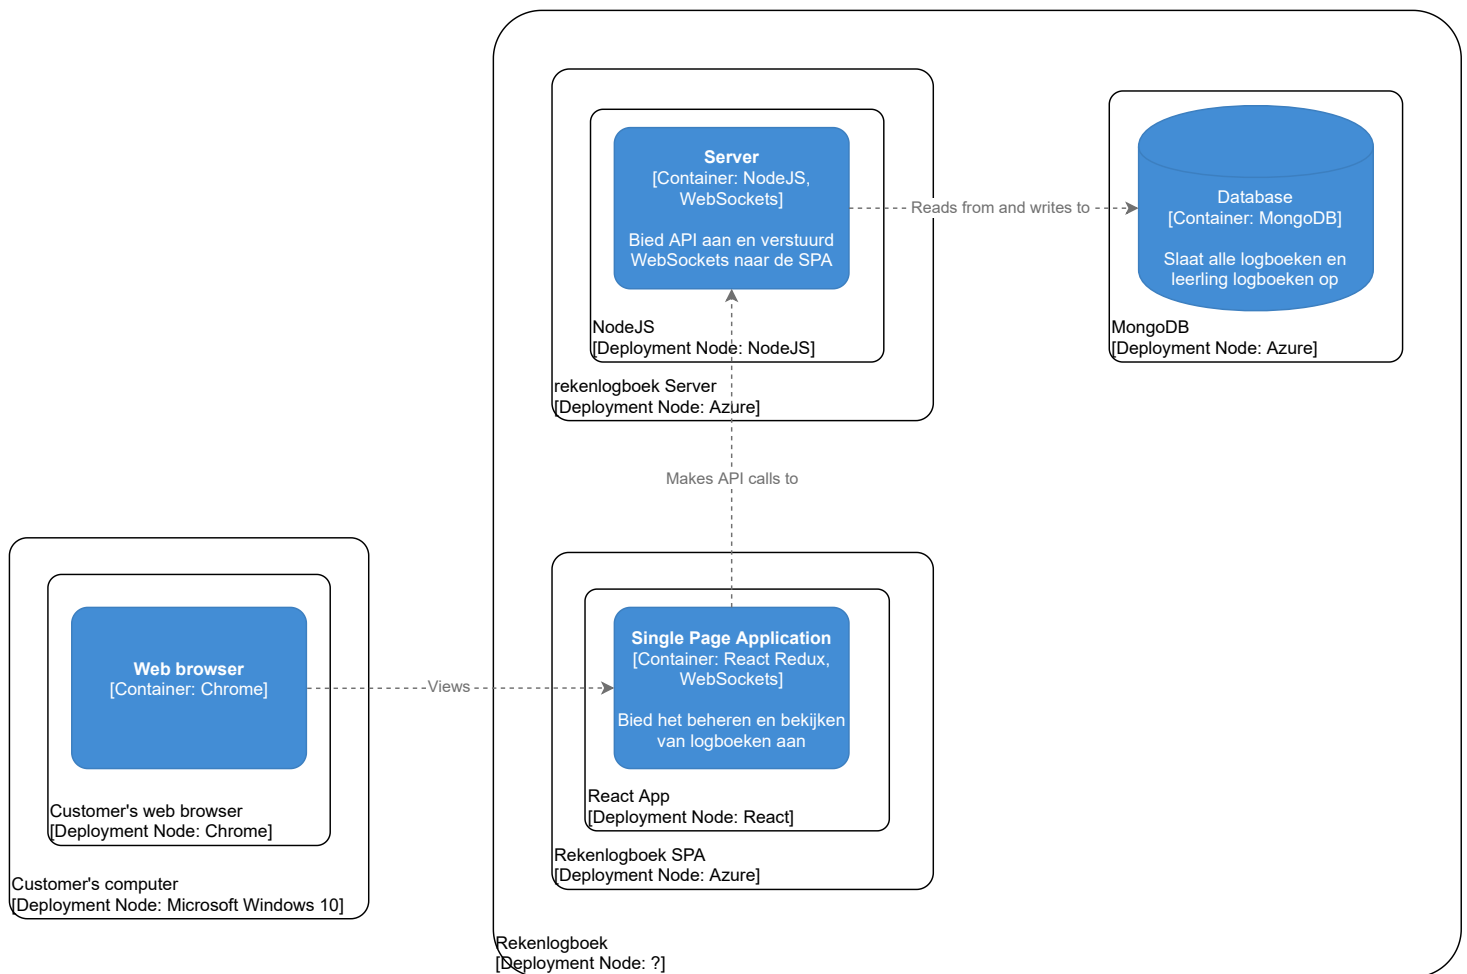 Server
[Container: NodeJS,
WebSockets]
Bied API aan en verstuurd
WebSockets naar de SPA
NodeJS
[Deployment Node: NodeJS]
rekenlogboek Server
[Deployment Node: Azure]
Reads from and writes to
Database
[Container: MongoDB]
Slaat alle logboeken en
leerling logboeken op
MongoDB
[Deployment Node: Azure]
Makes API calls to
Web browser
[Container: Chrome]
Customer's web browser
[Deployment Node: Chrome]
Customer's computer
[Deployment Node: Microsoft Windows 10]
Views
Single Page Application
[Container: React Redux,
WebSockets]
Bied het beheren en bekijken
van logboeken aan
React App
[Deployment Node: React]
Rekenlogboek SPA
[Deployment Node: Azure]
Rekenlogboek
[Deployment Node: ?]